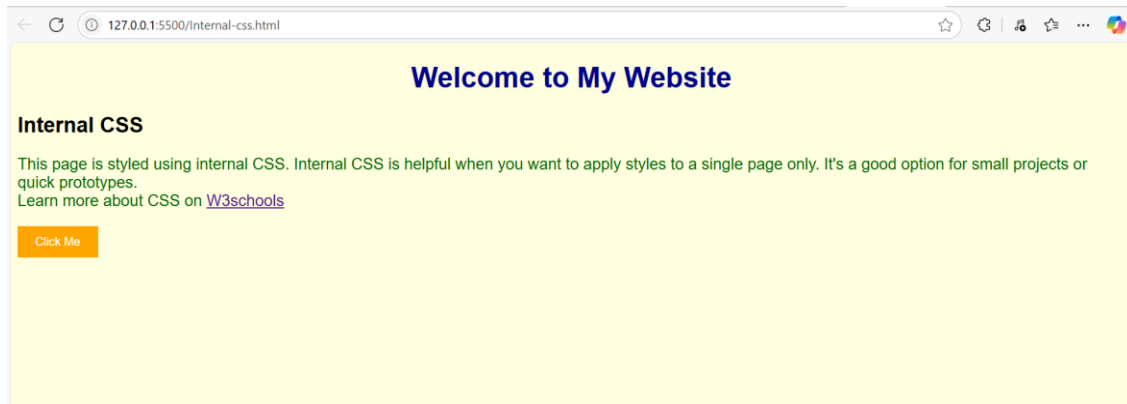 127.0.0.1:5500/Internal-css.html
Welcome to My Website
Internal CSS
This page is styled using internal CSS. Internal CSS is helpful when you want to apply styles to a single page only. It's a good option for small projects or
quick prototypes.
Learn more about CSS on W3schools
Click Me